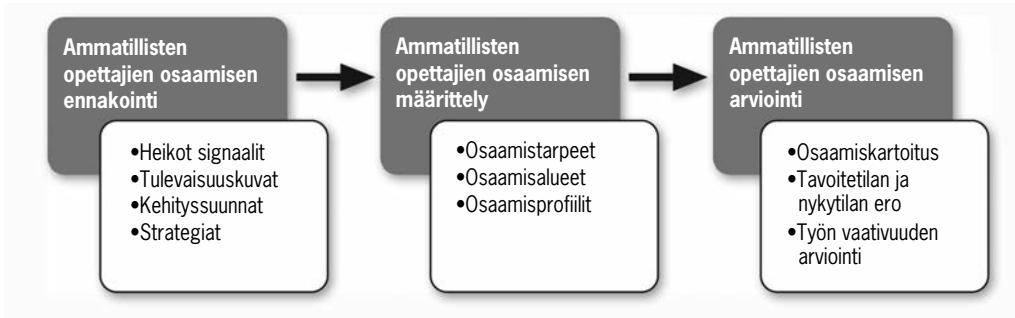 Ammatillisten
opettajien osaamisen
ennakointi
•Heikot signaalit
•Tulevaisuuskuvat
•Kehityssuunnat
•Strategiat
Ammatillisten
opettajien osaamisen
määrittely
•Osaamistarpeet
•Osaamisalueet
•Osaamisprofiilit
Ammatillisten
opettajien osaamisen
arviointi
•Osaamiskartoitus
•Tavoitetilan ja
nykytilan ero
•Työn vaativuuden
arviointi